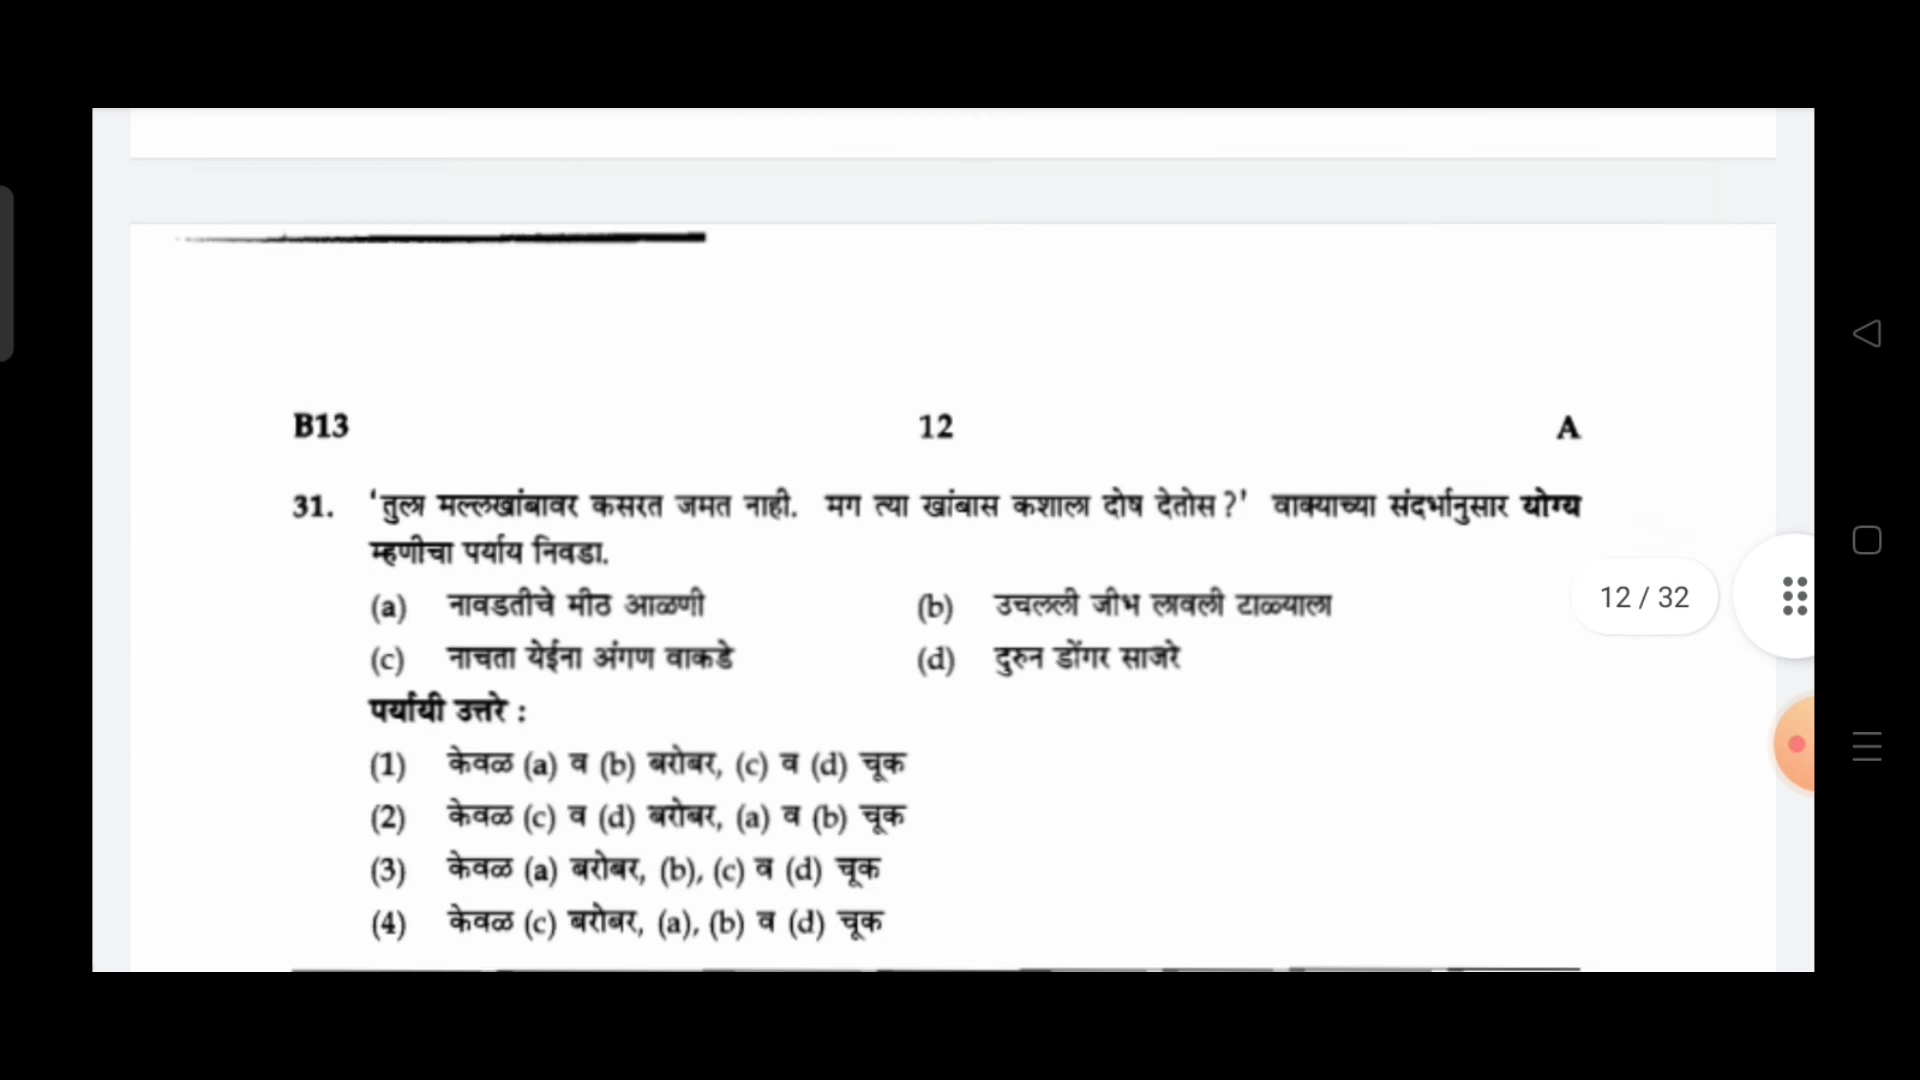 B13 12 A
31. 'तुला मल्लखांबावर कसरत जमत नाही. मग त्या खांबास कशाला दोष देतोस ?' वाक्याच्या संदर्भानुसार योग्य
म्हणीचा पर्याय निवडा.
(a) नावडतीचे मीठ आळणी (b) उचलली जीभ लावली टाळ्याला
(c) नाचता येईना अंगण वाकडे (d) दुरुन डोंगर साजरे
12 / 32
पर्यायी उत्तरे :
(1) केवळ (a) व (b) बरोबर, (c) व (d) चूक
(2) केवळ (c) व (d) बरोबर, (a) व (b) चूक
(3) केवळ (a) बरोबर, (b), (c) व (d) चूक
(4) केवळ (c) बरोबर, (a), (b) व (d) चूक